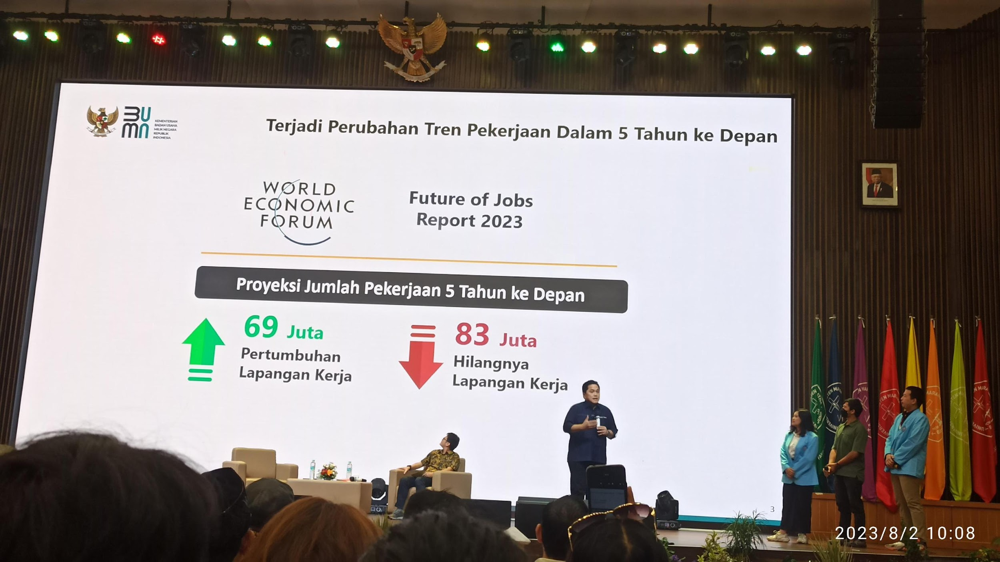 BUMN
KEMENTERIAN
BADAN USAHA
MILIK NEGARA
REPUBLIK
INDONESIA
Terjadi Perubahan Tren Pekerjaan Dalam 5 Tahun ke Depan
WORLD
ECONOMIC
FORUM
Future of Jobs
Report 2023
Proyeksi Jumlah Pekerjaan 5 Tahun ke Depan
69 Juta
Pertumbuhan
Lapangan Kerja
83 Juta
Hilangnya
Lapangan Kerja
3
2023/8/2 10:08